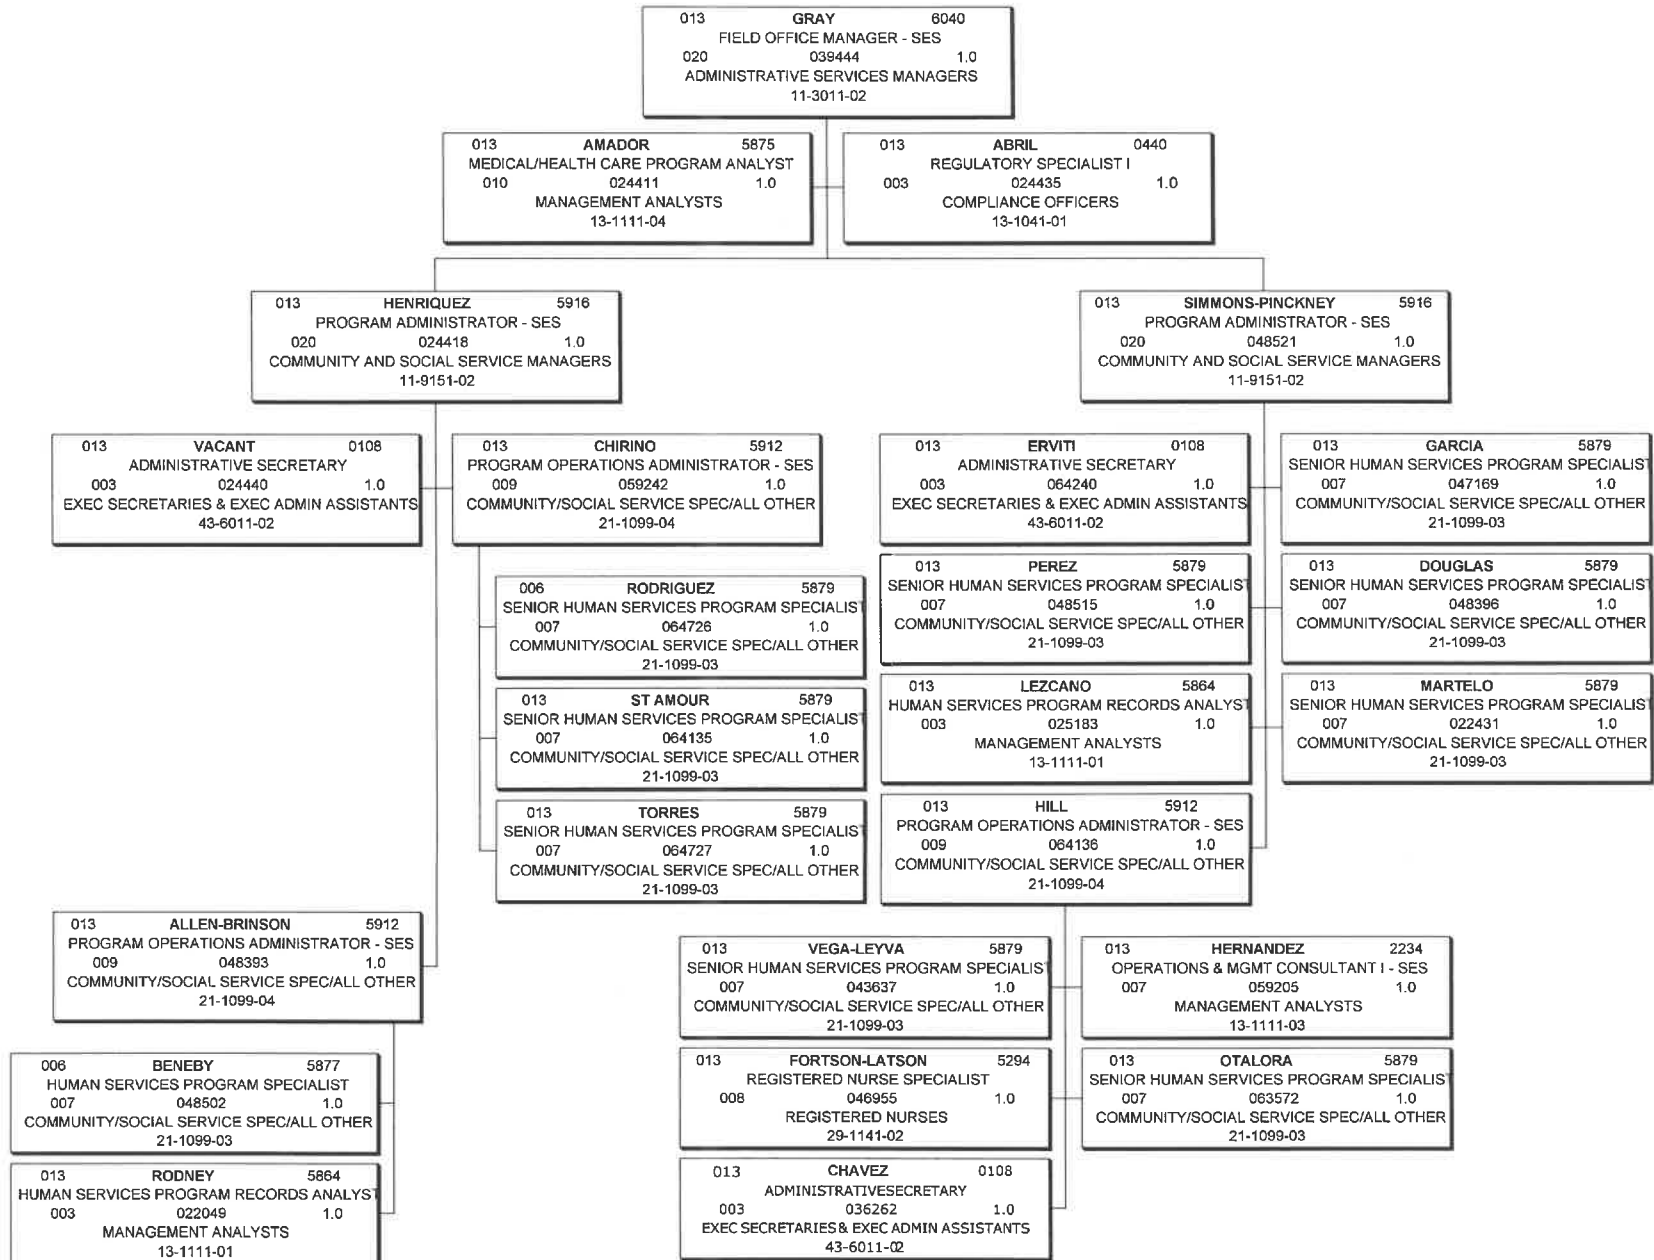 013 GRAY 6040
FIELD OFFICE MANAGER - SES
020 039444 1.0
ADMINISTRATIVE SERVICES MANAGERS
11-3011-02
013 AMADOR 5875
MEDICAL/HEALTH CARE PROGRAM ANALYST
010 024411 1.0
MANAGEMENT ANALYSTS
13-1111-04
013 ABRIL 0440
REGULATORY SPECIALIST I
003 024435 1.0
COMPLIANCE OFFICERS
13-1041-01
013 HENRIQUEZ 5916
PROGRAM ADMINISTRATOR - SES
020 024418 1.0
COMMUNITY AND SOCIAL SERVICE MANAGERS
11-9151-02
013 SIMMONS-PINCKNEY 5916
PROGRAM ADMINISTRATOR - SES
020 048521 1.0
COMMUNITY AND SOCIAL SERVICE MANAGERS
11-9151-02
013 VACANT 0108
ADMINISTRATIVE SECRETARY
003 024440 1.0
EXEC SECRETARIES & EXEC ADMIN ASSISTANTS
43-6011-02
013 CHIRINO 5912
PROGRAM OPERATIONS ADMINISTRATOR - SES
009 059242 1.0
COMMUNITY/SOCIAL SERVICE SPEC/ALL OTHER
21-1099-04
006 RODRIGUEZ 5879
SENIOR HUMAN SERVICES PROGRAM SPECIALIST
007 064726 1.0
COMMUNITY/SOCIAL SERVICE SPEC/ALL OTHER
21-1099-03
013 ST AMOUR 5879
SENIOR HUMAN SERVICES PROGRAM SPECIALIST
007 064135 1.0
COMMUNITY/SOCIAL SERVICE SPEC/ALL OTHER
21-1099-03
013 TORRES 5879
SENIOR HUMAN SERVICES PROGRAM SPECIALIST
007 064727 1.0
COMMUNITY/SOCIAL SERVICE SPEC/ALL OTHER
21-1099-03
013 ALLEN-BRINSON 5912
PROGRAM OPERATIONS ADMINISTRATOR - SES
009 048393 1.0
COMMUNITY/SOCIAL SERVICE SPEC/ALL OTHER
21-1099-04
006 BENEBY 5877
HUMAN SERVICES PROGRAM SPECIALIST
007 048502 1.0
COMMUNITY/SOCIAL SERVICE SPEC/ALL OTHER
21-1099-03
013 RODNEY 5864
HUMAN SERVICES PROGRAM RECORDS ANALYST
003 022049 1.0
MANAGEMENT ANALYSTS
13-1111-01
013 ERVITI 0108
ADMINISTRATIVE SECRETARY
003 064240 1.0
EXEC SECRETARIES & EXEC ADMIN ASSISTANTS
43-6011-02
013 GARCIA 5879
SENIOR HUMAN SERVICES PROGRAM SPECIALIST
007 047169 1.0
COMMUNITY/SOCIAL SERVICE SPEC/ALL OTHER
21-1099-03
013 PEREZ 5879
SENIOR HUMAN SERVICES PROGRAM SPECIALIST
007 048515 1.0
COMMUNITY/SOCIAL SERVICE SPEC/ALL OTHER
21-1099-03
013 DOUGLAS 5879
SENIOR HUMAN SERVICES PROGRAM SPECIALIST
007 048396 1.0
COMMUNITY/SOCIAL SERVICE SPEC/ALL OTHER
21-1099-03
013 LEZCANO 5864
HUMAN SERVICES PROGRAM RECORDS ANALYST
003 025183 1.0
MANAGEMENT ANALYSTS
13-1111-01
013 MARTELO 5879
SENIOR HUMAN SERVICES PROGRAM SPECIALIST
007 022431 1.0
COMMUNITY/SOCIAL SERVICE SPEC/ALL OTHER
21-1099-03
013 HILL 5912
PROGRAM OPERATIONS ADMINISTRATOR - SES
009 064136 1.0
COMMUNITY/SOCIAL SERVICE SPEC/ALL OTHER
21-1099-04
013 VEGA-LEYVA 5879
SENIOR HUMAN SERVICES PROGRAM SPECIALIST
007 043637 1.0
COMMUNITY/SOCIAL SERVICE SPEC/ALL OTHER
21-1099-03
013 HERNANDEZ 2234
OPERATIONS & MGMT CONSULTANT I - SES
007 059205 1.0
MANAGEMENT ANALYSTS
13-1111-03
013 FORTSON-LATSON 5294
REGISTERED NURSE SPECIALIST
008 046955 1.0
REGISTERED NURSES
29-1141-02
013 OTALORA 5879
SENIOR HUMAN SERVICES PROGRAM SPECIALIST
007 063572 1.0
COMMUNITY/SOCIAL SERVICE SPEC/ALL OTHER
21-1099-03
013 CHAVEZ 0108
ADMINISTRATIVESECRETARY
003 036262 1.0
EXEC SECRETARIES & EXEC ADMIN ASSISTANTS
43-6011-02